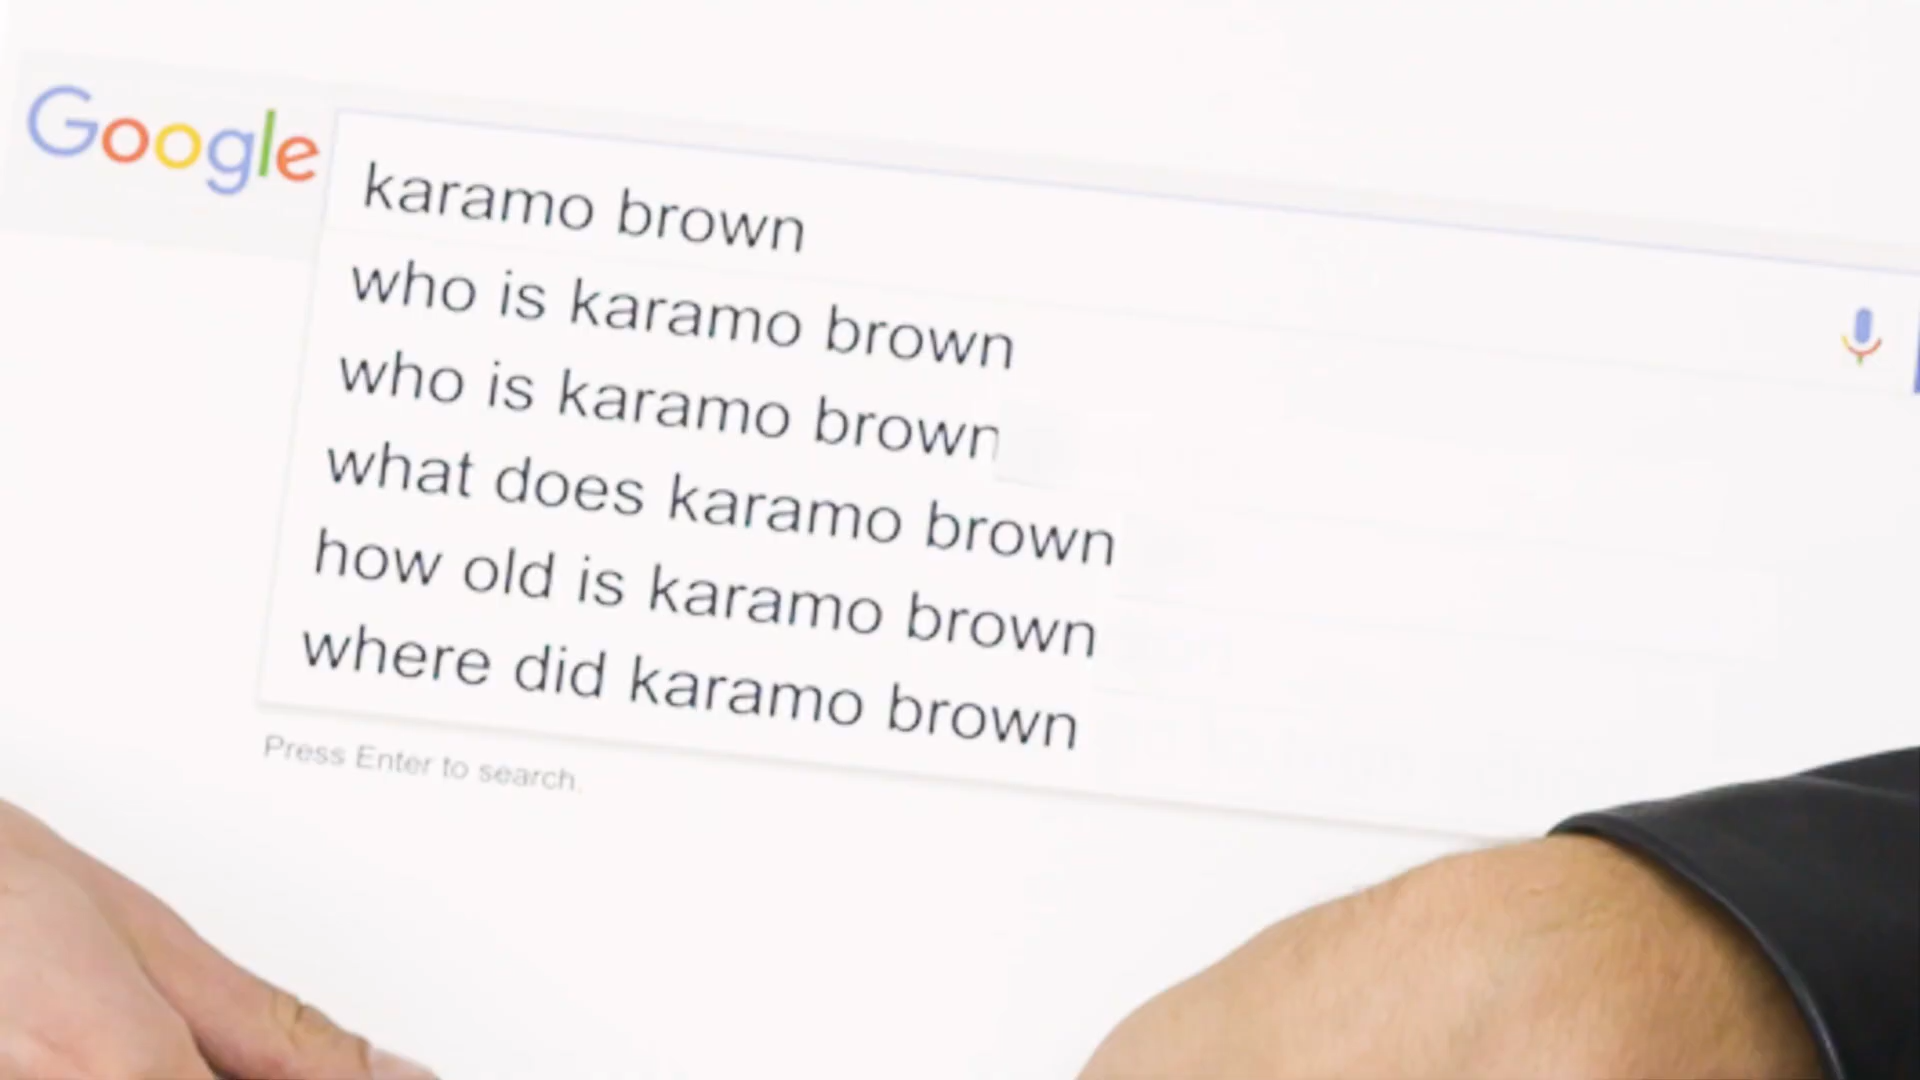 Google
karamo brown
who is karamo brown
who is karamo brown
what does karamo brown
how old is karamo brown
where did karamo brown
Press Enter to search.